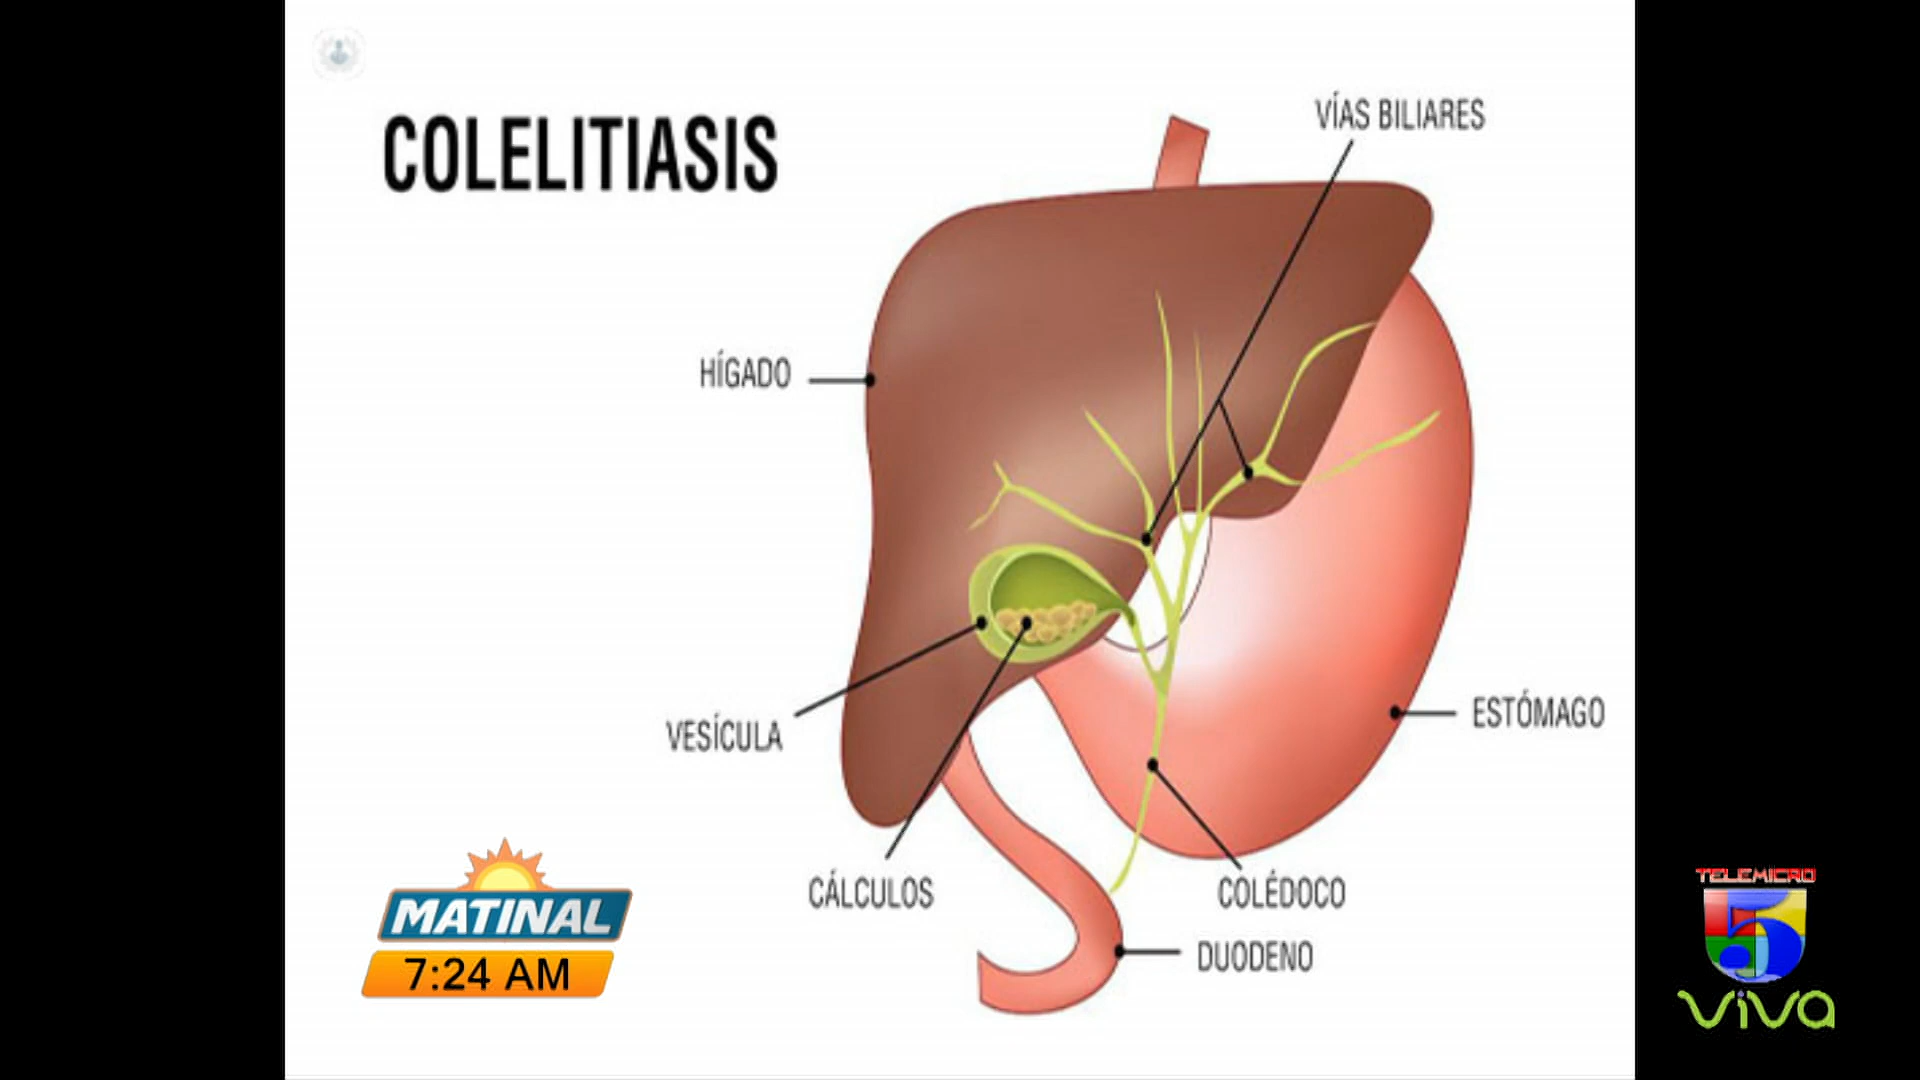 COLELITIASIS
VÍAS BILIARES
HÍGADO
VESÍCULA
ESTÓMAGO
CÁLCULOS
COLÉDOCO
DUODENO
MATINAL
7:24 AM
TELEMICRO
5
ViVa